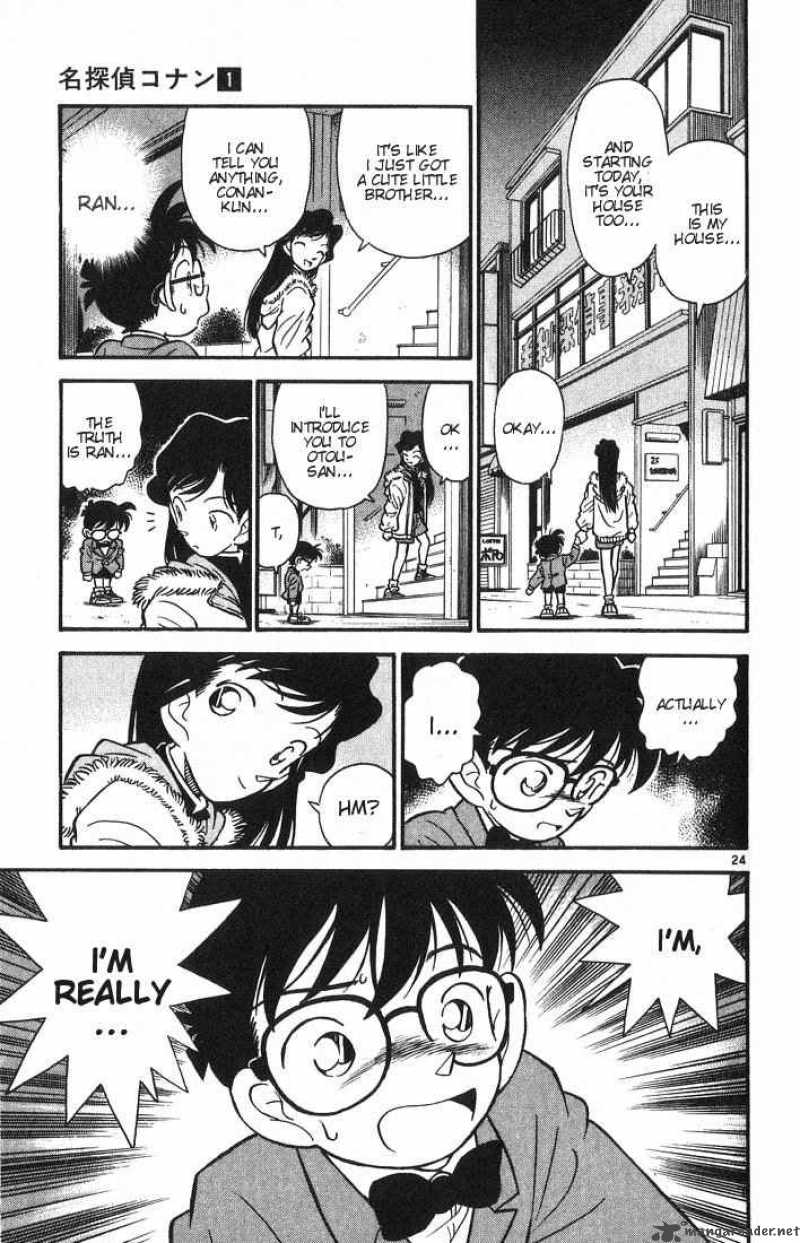 名探偵コナン1
THIS
IS MY
HOUSE...
AND
STARTING
TODAY,
IT'S YOUR
HOUSE
TOO...
OKAY...
IT'S LIKE
I JUST GOT
A CUTE LITTLE
BROTHER...
I CAN
TELL YOU
ANYTHING,
CONAN-
KUN...
RAN...
OK
...
I'LL
INTRODUCE
YOU TO
OTOU-
SAN...
T,
THE
TRUTH
IS RAN...
ACTUALLY
...
I...
HM?
24
I'M,
I'M
REALLY
...
mangareader.net